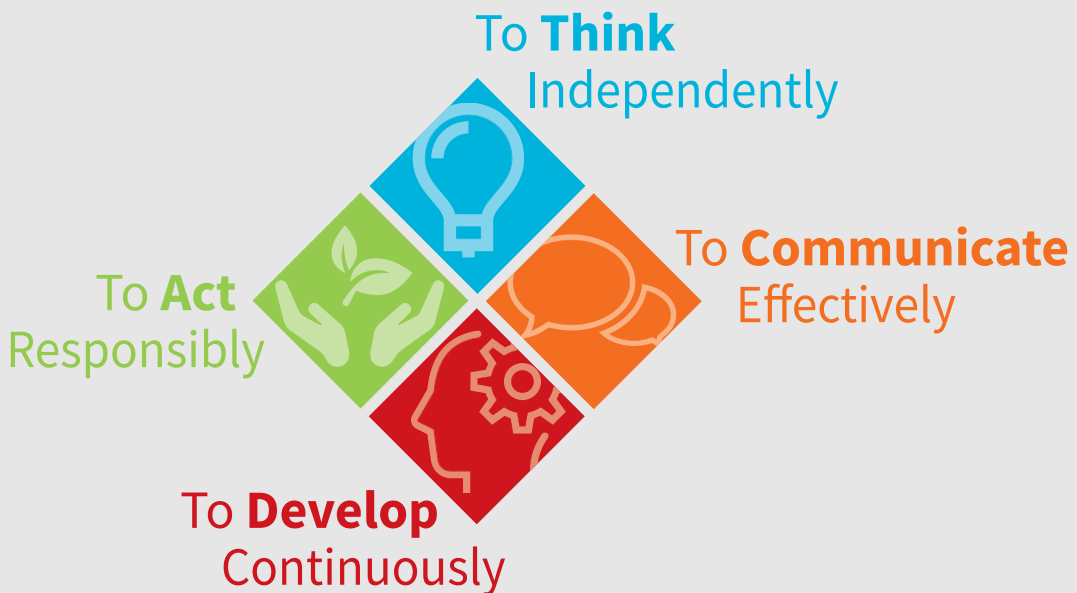 To Think
Independently
To Communicate
Effectively
To Act
Responsibly
To Develop
Continuously